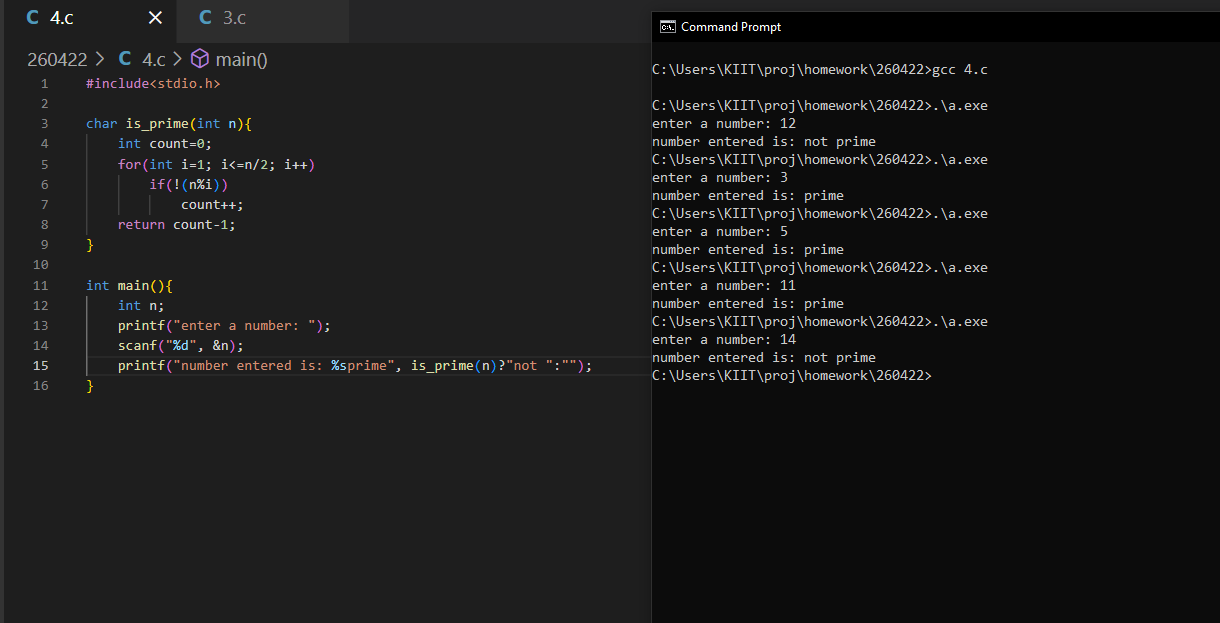 C 4.c × C 3.c
260422 > C 4.c > main()
1 #include<stdio.h>
2
3 char is_prime(int n){
4     int count=0;
5     for(int i=1; i<=n/2; i++)
6         if(!(n%i))
7             count++;
8     return count-1;
9 }
10
11 int main(){
12     int n;
13     printf("enter a number: ");
14     scanf("%d", &n);
15     printf("number entered is: %sprime", is_prime(n)?"not ":"");
16 }
C:\. Command Prompt
C:\Users\KIIT\proj\homework\260422>gcc 4.c
C:\Users\KIIT\proj\homework\260422>.\a.exe
enter a number: 12
number entered is: not prime
C:\Users\KIIT\proj\homework\260422>.\a.exe
enter a number: 3
number entered is: prime
C:\Users\KIIT\proj\homework\260422>.\a.exe
enter a number: 5
number entered is: prime
C:\Users\KIIT\proj\homework\260422>.\a.exe
enter a number: 11
number entered is: prime
C:\Users\KIIT\proj\homework\260422>.\a.exe
enter a number: 14
number entered is: not prime
C:\Users\KIIT\proj\homework\260422>